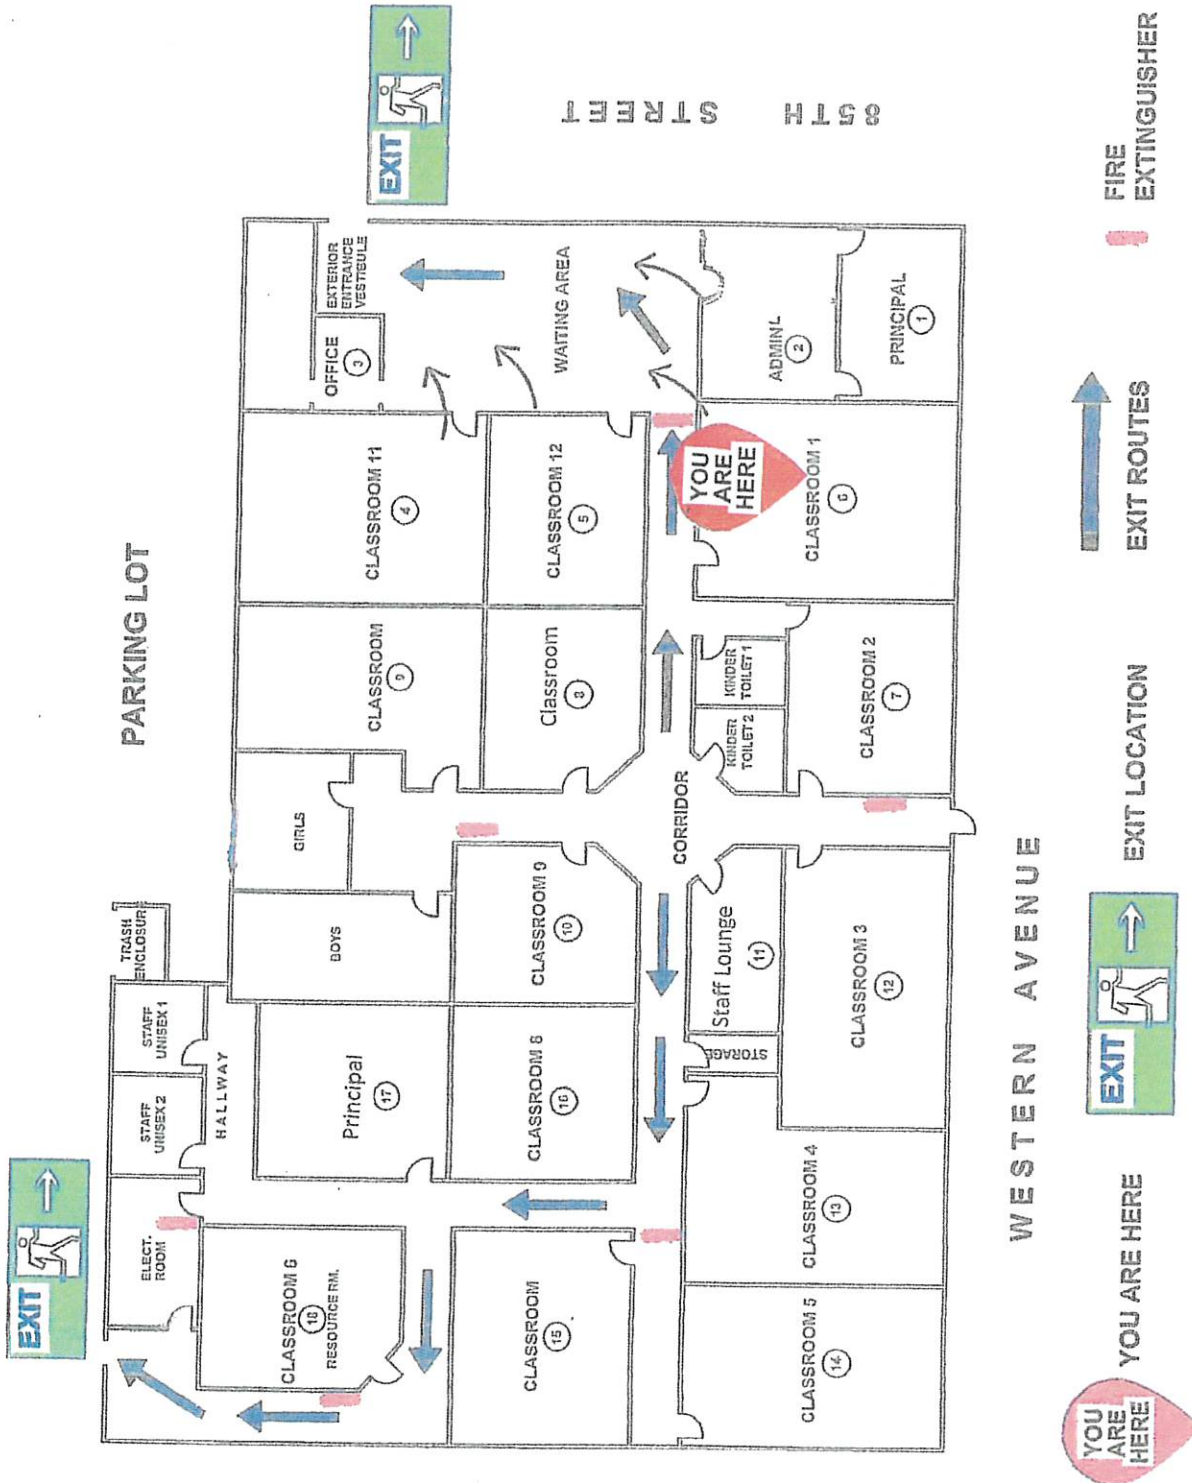 EXIT
PARKING LOT
EXIT
85TH STREET
TRASH
ENCLOSUR
STAFF
UNISEX 1
STAFF
UNISEX 2
ELECT.
ROOM
HALLWAY
BOYS
GIRLS
CLASSROOM
9
CLASSROOM 11
4
OFFICE
3
EXTERIOR
ENTRANCE
VESTIBULE
CLASSROOM 6
18
RESOURCE RM.
Principal
17
CLASSROOM
15
CLASSROOM 8
16
CLASSROOM 9
10
Classroom
8
CLASSROOM 12
5
WAITING AREA
CORRIDOR
YOU
ARE
HERE
STORAGE
Staff Lounge
11
KINDER
TOILET 2
KINDER
TOILET 1
CLASSROOM 5
14
CLASSROOM 4
13
CLASSROOM 3
12
CLASSROOM 2
7
CLASSROOM 1
6
ADMIN'L
2
PRINCIPAL
1
WESTERN AVENUE
YOU
ARE
HERE
YOU ARE HERE
EXIT
EXIT LOCATION
EXIT ROUTES
FIRE
EXTINGUISHER